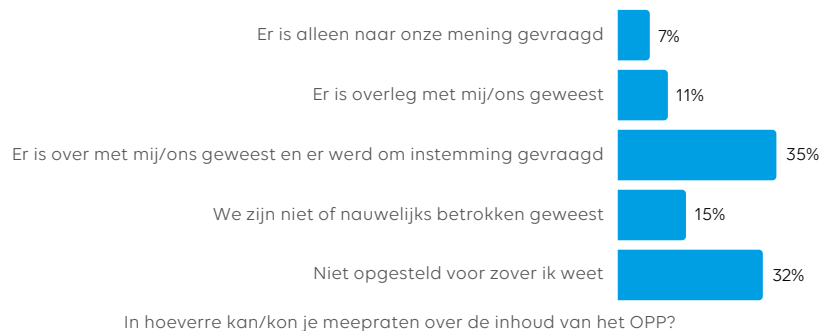 Er is alleen naar onze mening gevraagd 7%
Er is overleg met mij/ons geweest 11%
Er is over met mij/ons geweest en er werd om instemming gevraagd 35%
We zijn niet of nauwelijks betrokken geweest 15%
Niet opgesteld voor zover ik weet 32%
In hoeverre kan/kon je meepraten over de inhoud van het OPP?